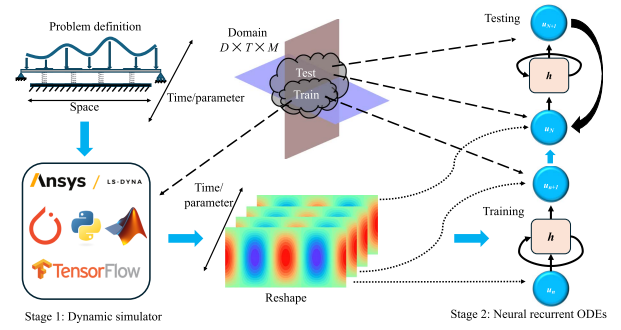 Problem definition
Space
Time/parameter
Domain
D × T × M
Test
Train
Testing
u_{N+1}
h
u_N
u_{n+1}
Training
h
u_n
Ansys / LS-DYNA
TensorFlow
Time/
parameter
Reshape
Stage 1: Dynamic simulator
Stage 2: Neural recurrent ODEs